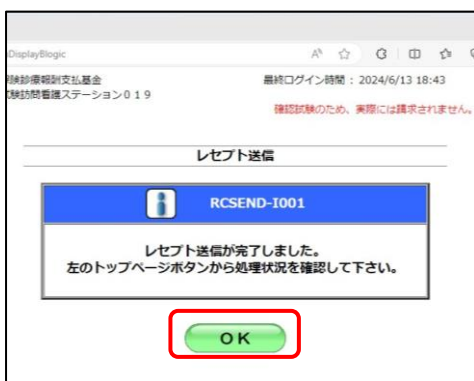 DisplayBlogic
険診療報酬支払基金
最終ログイン時間：2024/6/13 18:43
試験訪問看護ステーション０１９
確認試験のため、実際には請求されません。
レセプト送信
RCSEND-I001
レセプト送信が完了しました。
左のトップページボタンから処理状況を確認して下さい。
OK